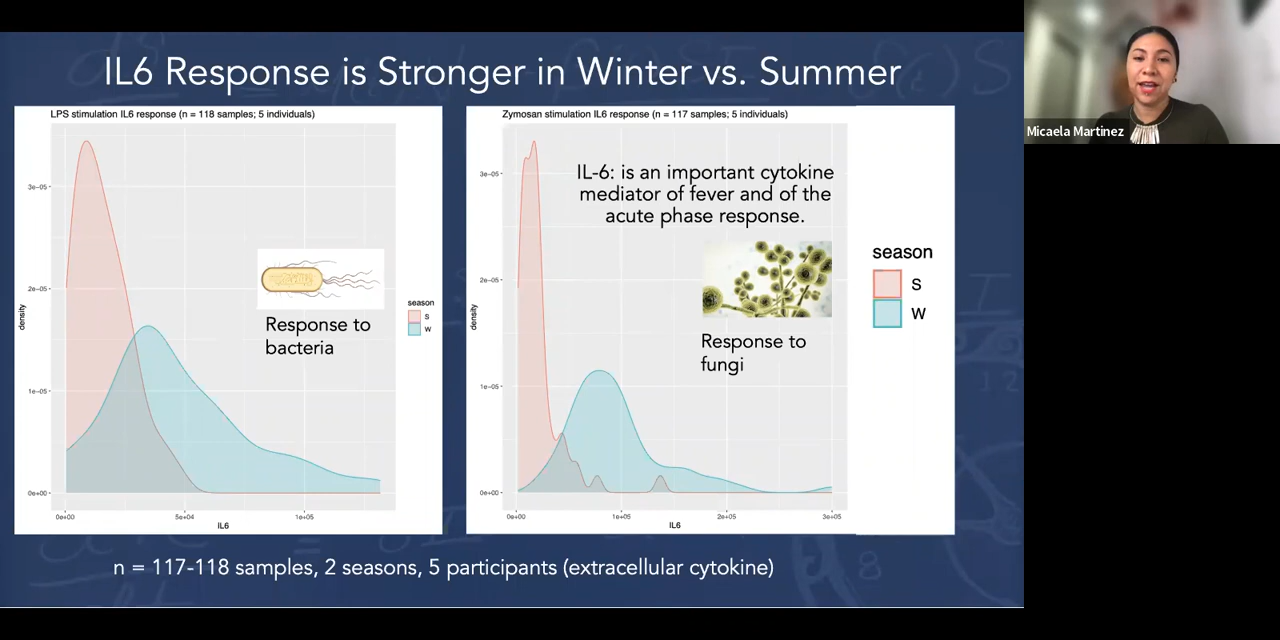 IL6 Response is Stronger in Winter vs. Summer
Micaela Martinez
LPS stimulation IL6 response (n = 118 samples; 5 individuals)
3e-05
2e-05
1e-05
0e+00
density
0e+00
5e+04
1e+05
IL6
Response to
bacteria
season
S
W
Zymosan stimulation IL6 response (n = 117 samples; 5 individuals)
3e-05
2e-05
1e-05
0e+00
density
0e+00
1e+05
2e+05
3e+05
IL6
IL-6: is an important cytokine
mediator of fever and of the
acute phase response.
Response to
fungi
season
S
W
n = 117-118 samples, 2 seasons, 5 participants (extracellular cytokine)